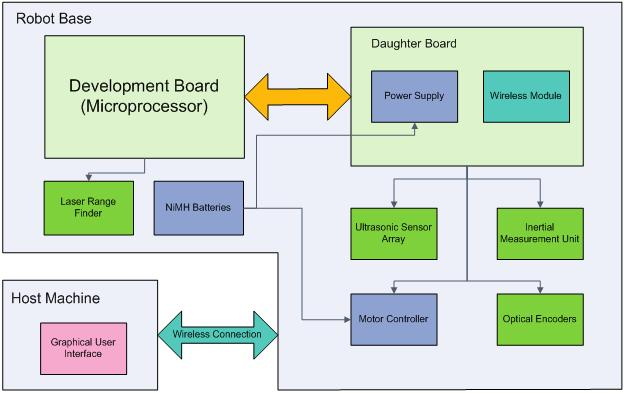 Robot Base
Development Board
(Microprocessor)
Daughter Board
Power Supply
Wireless Module
Laser Range
Finder
NiMH Batteries
Ultrasonic Sensor
Array
Inertial
Measurement Unit
Host Machine
Graphical User
Interface
Wireless Connection
Motor Controller
Optical Encoders